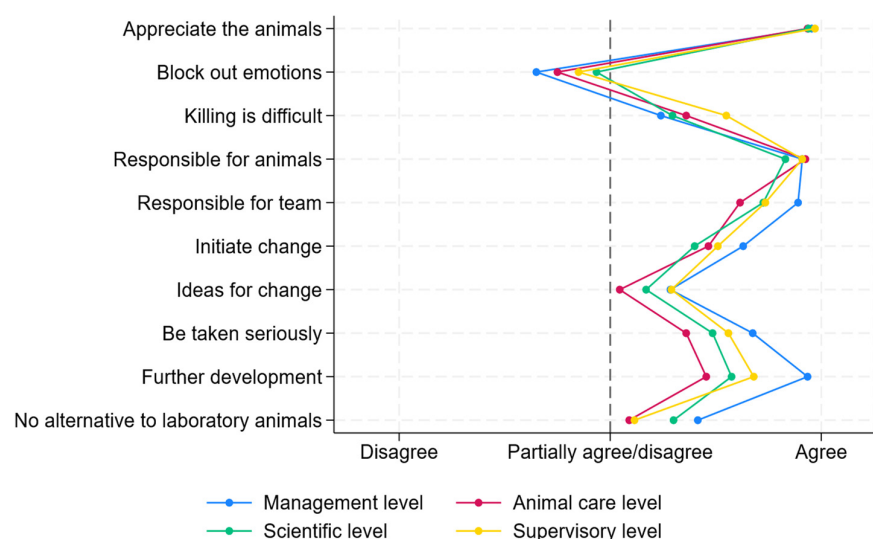 Appreciate the animals
Block out emotions
Killing is difficult
Responsible for animals
Responsible for team
Initiate change
Ideas for change
Be taken seriously
Further development
No alternative to laboratory animals
Disagree Partially agree/disagree Agree
Management level Animal care level
Scientific level Supervisory level